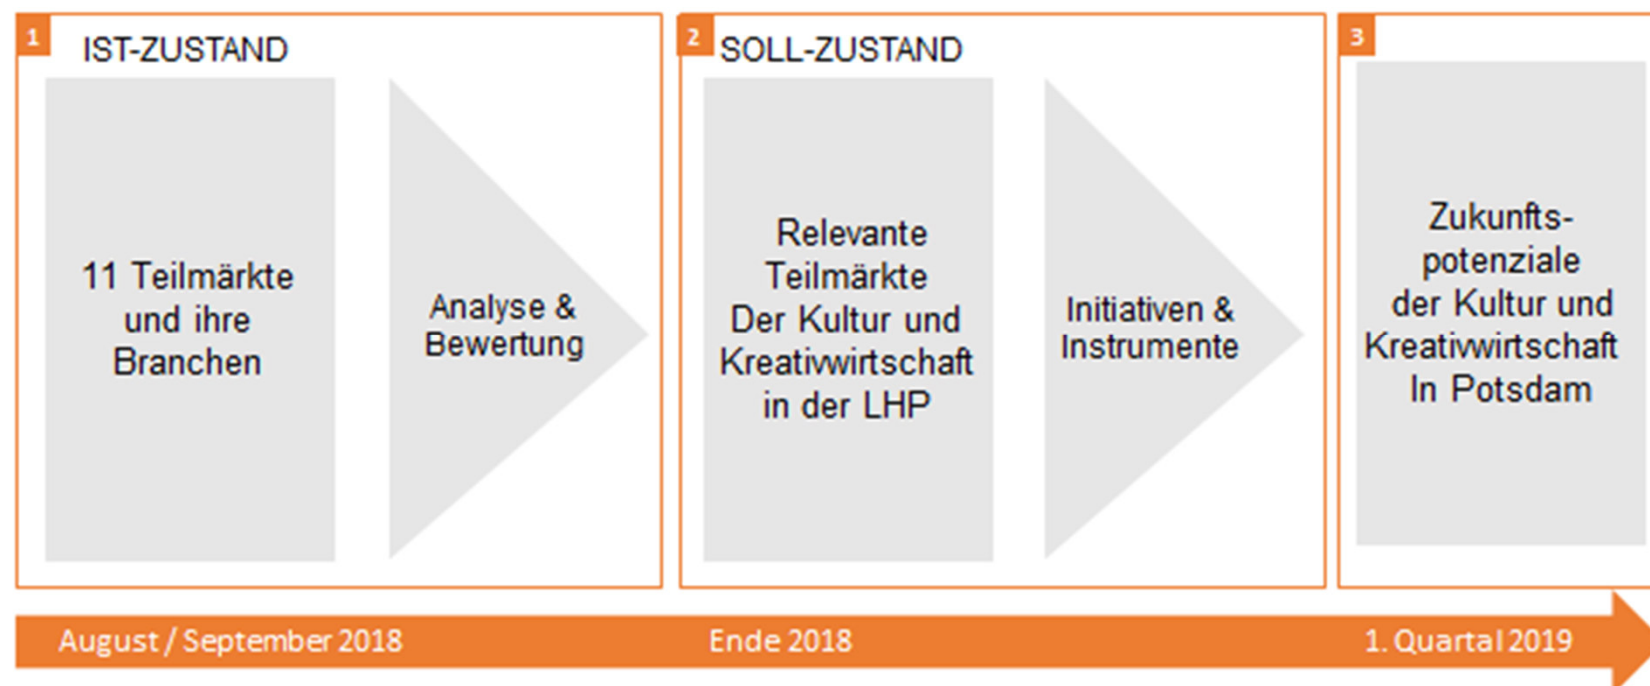 1
IST-ZUSTAND
11 Teilmärkte
und ihre
Branchen
Analyse &
Bewertung
2
SOLL-ZUSTAND
Relevante
Teilmärkte
Der Kultur und
Kreativwirtschaft
in der LHP
Initiativen &
Instrumente
3
Zukunfts-
potenziale
der Kultur und
Kreativwirtschaft
In Potsdam
August / September 2018
Ende 2018
1. Quartal 2019